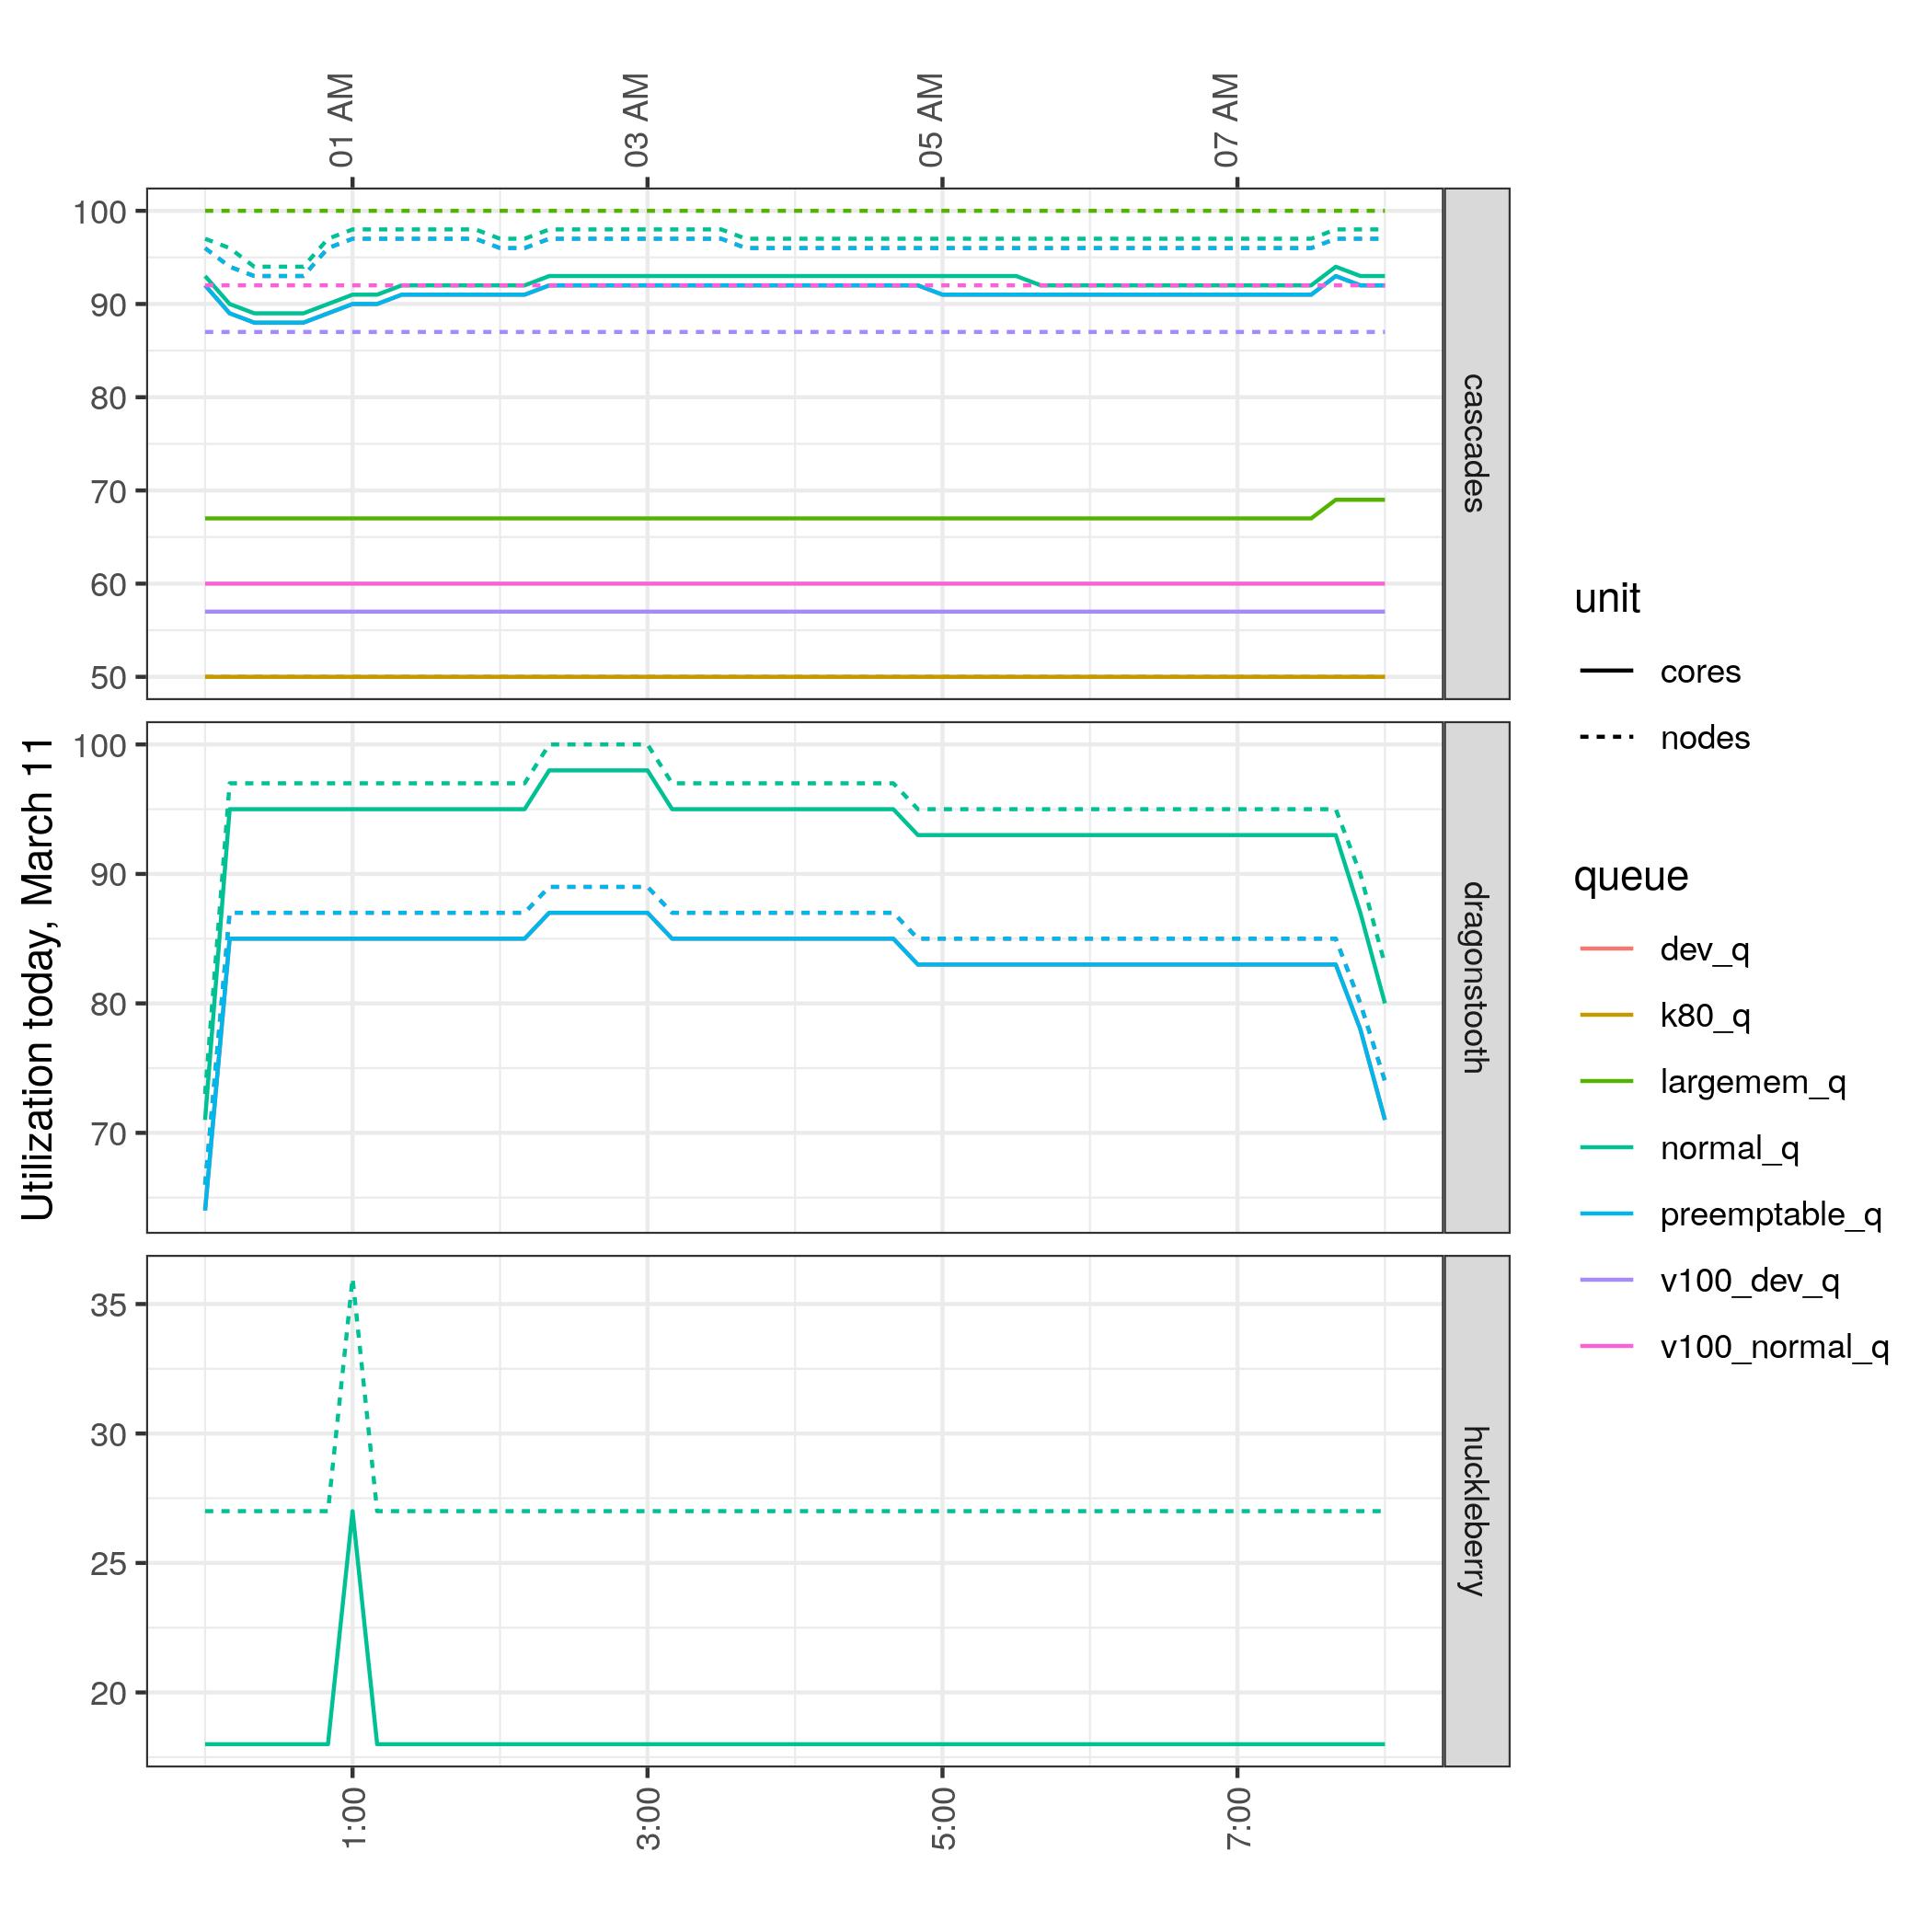 01 AM
03 AM
05 AM
07 AM
100
90
80
70
60
50
cascades
100
90
80
70
dragonstooth
35
30
25
20
huckleberry
1:00
3:00
5:00
7:00
Utilization today, March 11
unit
cores
nodes
queue
dev_q
k80_q
largemem_q
normal_q
preemptable_q
v100_dev_q
v100_normal_q